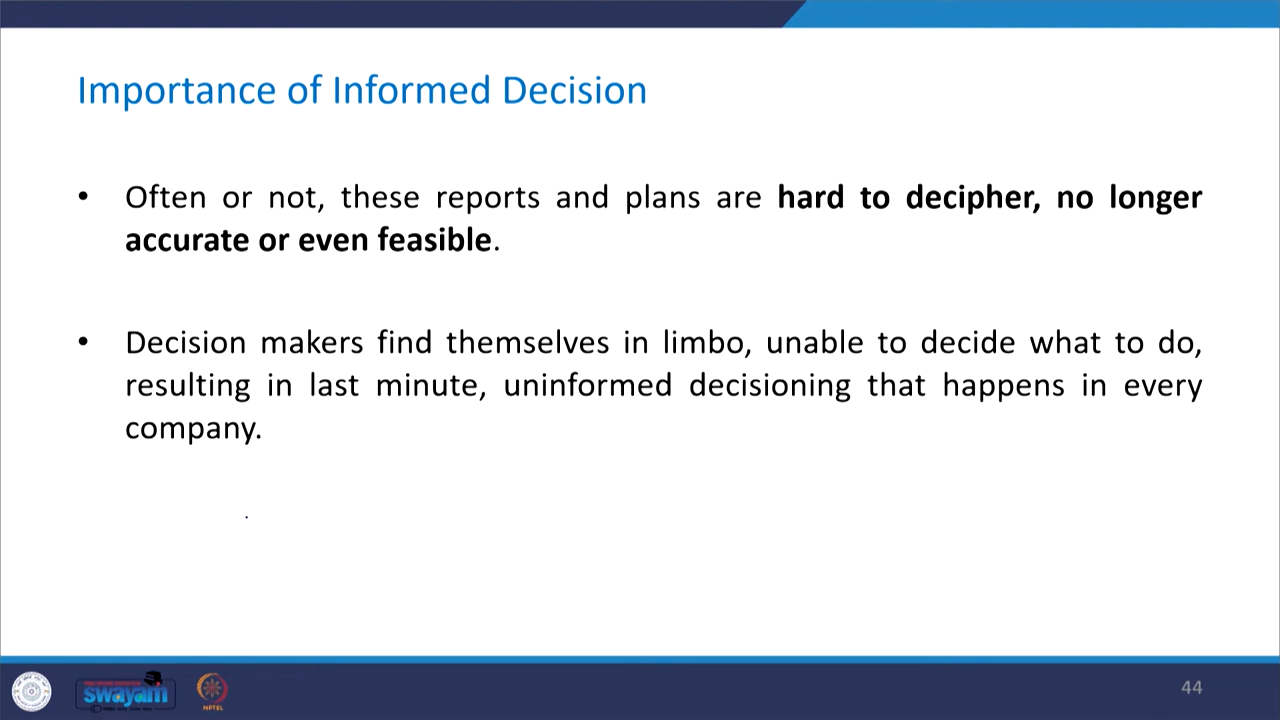 Importance of Informed Decision
• Often or not, these reports and plans are hard to decipher, no longer
accurate or even feasible.
• Decision makers find themselves in limbo, unable to decide what to do,
resulting in last minute, uninformed decisioning that happens in every
company.
.
swayam
NPTEL
44